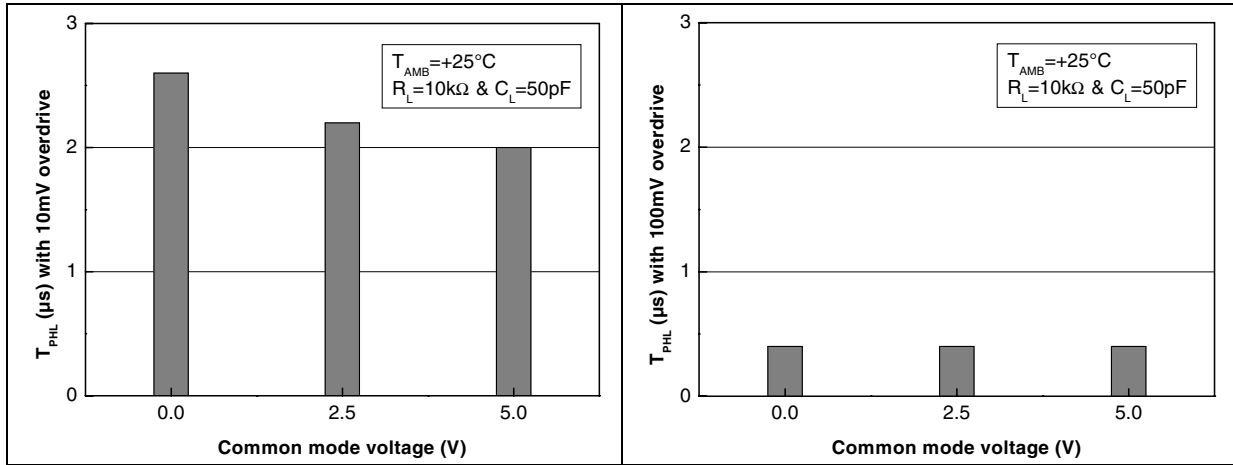 T_PHL (µs) with 10mV overdrive
3
2
1
0
T_AMB=+25°C
R_L=10kΩ & C_L=50pF
0.0 2.5 5.0
Common mode voltage (V)
T_PHL (µs) with 100mV overdrive
3
2
1
0
T_AMB=+25°C
R_L=10kΩ & C_L=50pF
0.0 2.5 5.0
Common mode voltage (V)